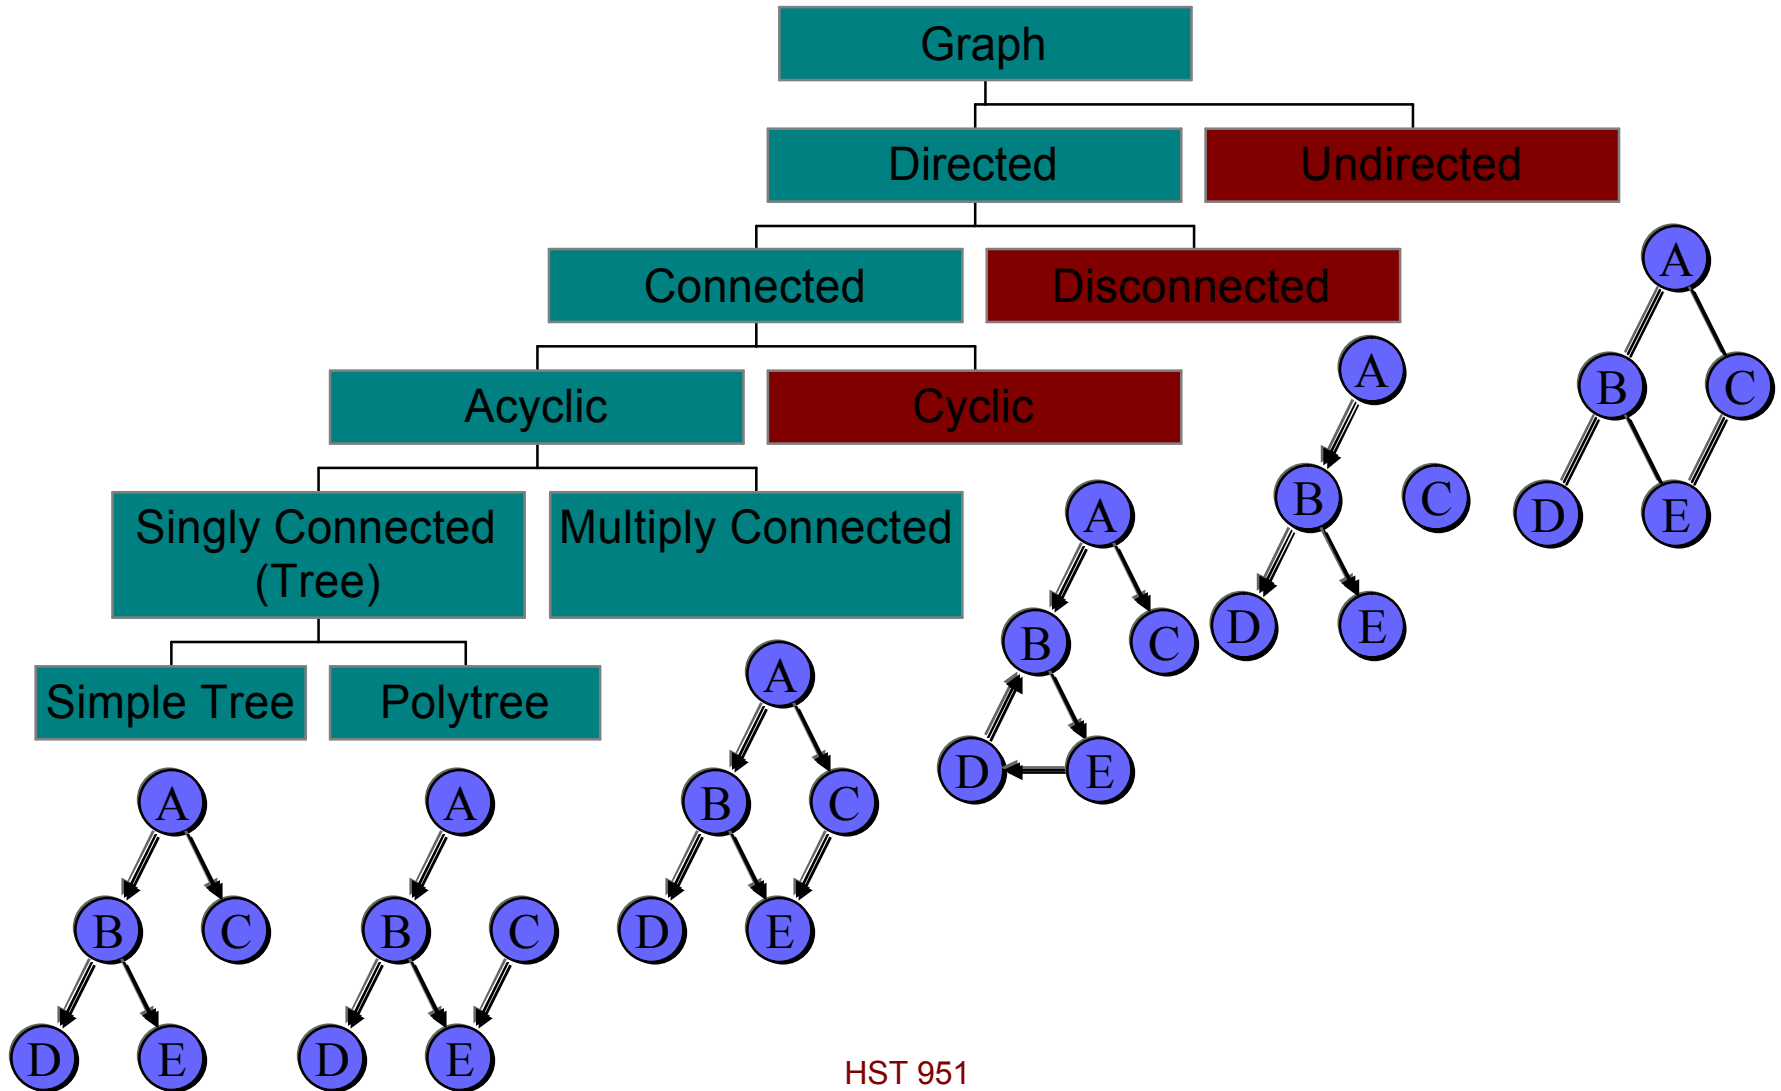 Graph
Directed
Undirected
Connected
Disconnected
Acyclic
Cyclic
Singly Connected
(Tree)
Multiply Connected
Simple Tree
Polytree
A
B
C
D
E
A
B
C
D
E
A
B
C
D
E
A
B
C
D
E
A
B
C
D
E
A
B
C
D
E
HST 951